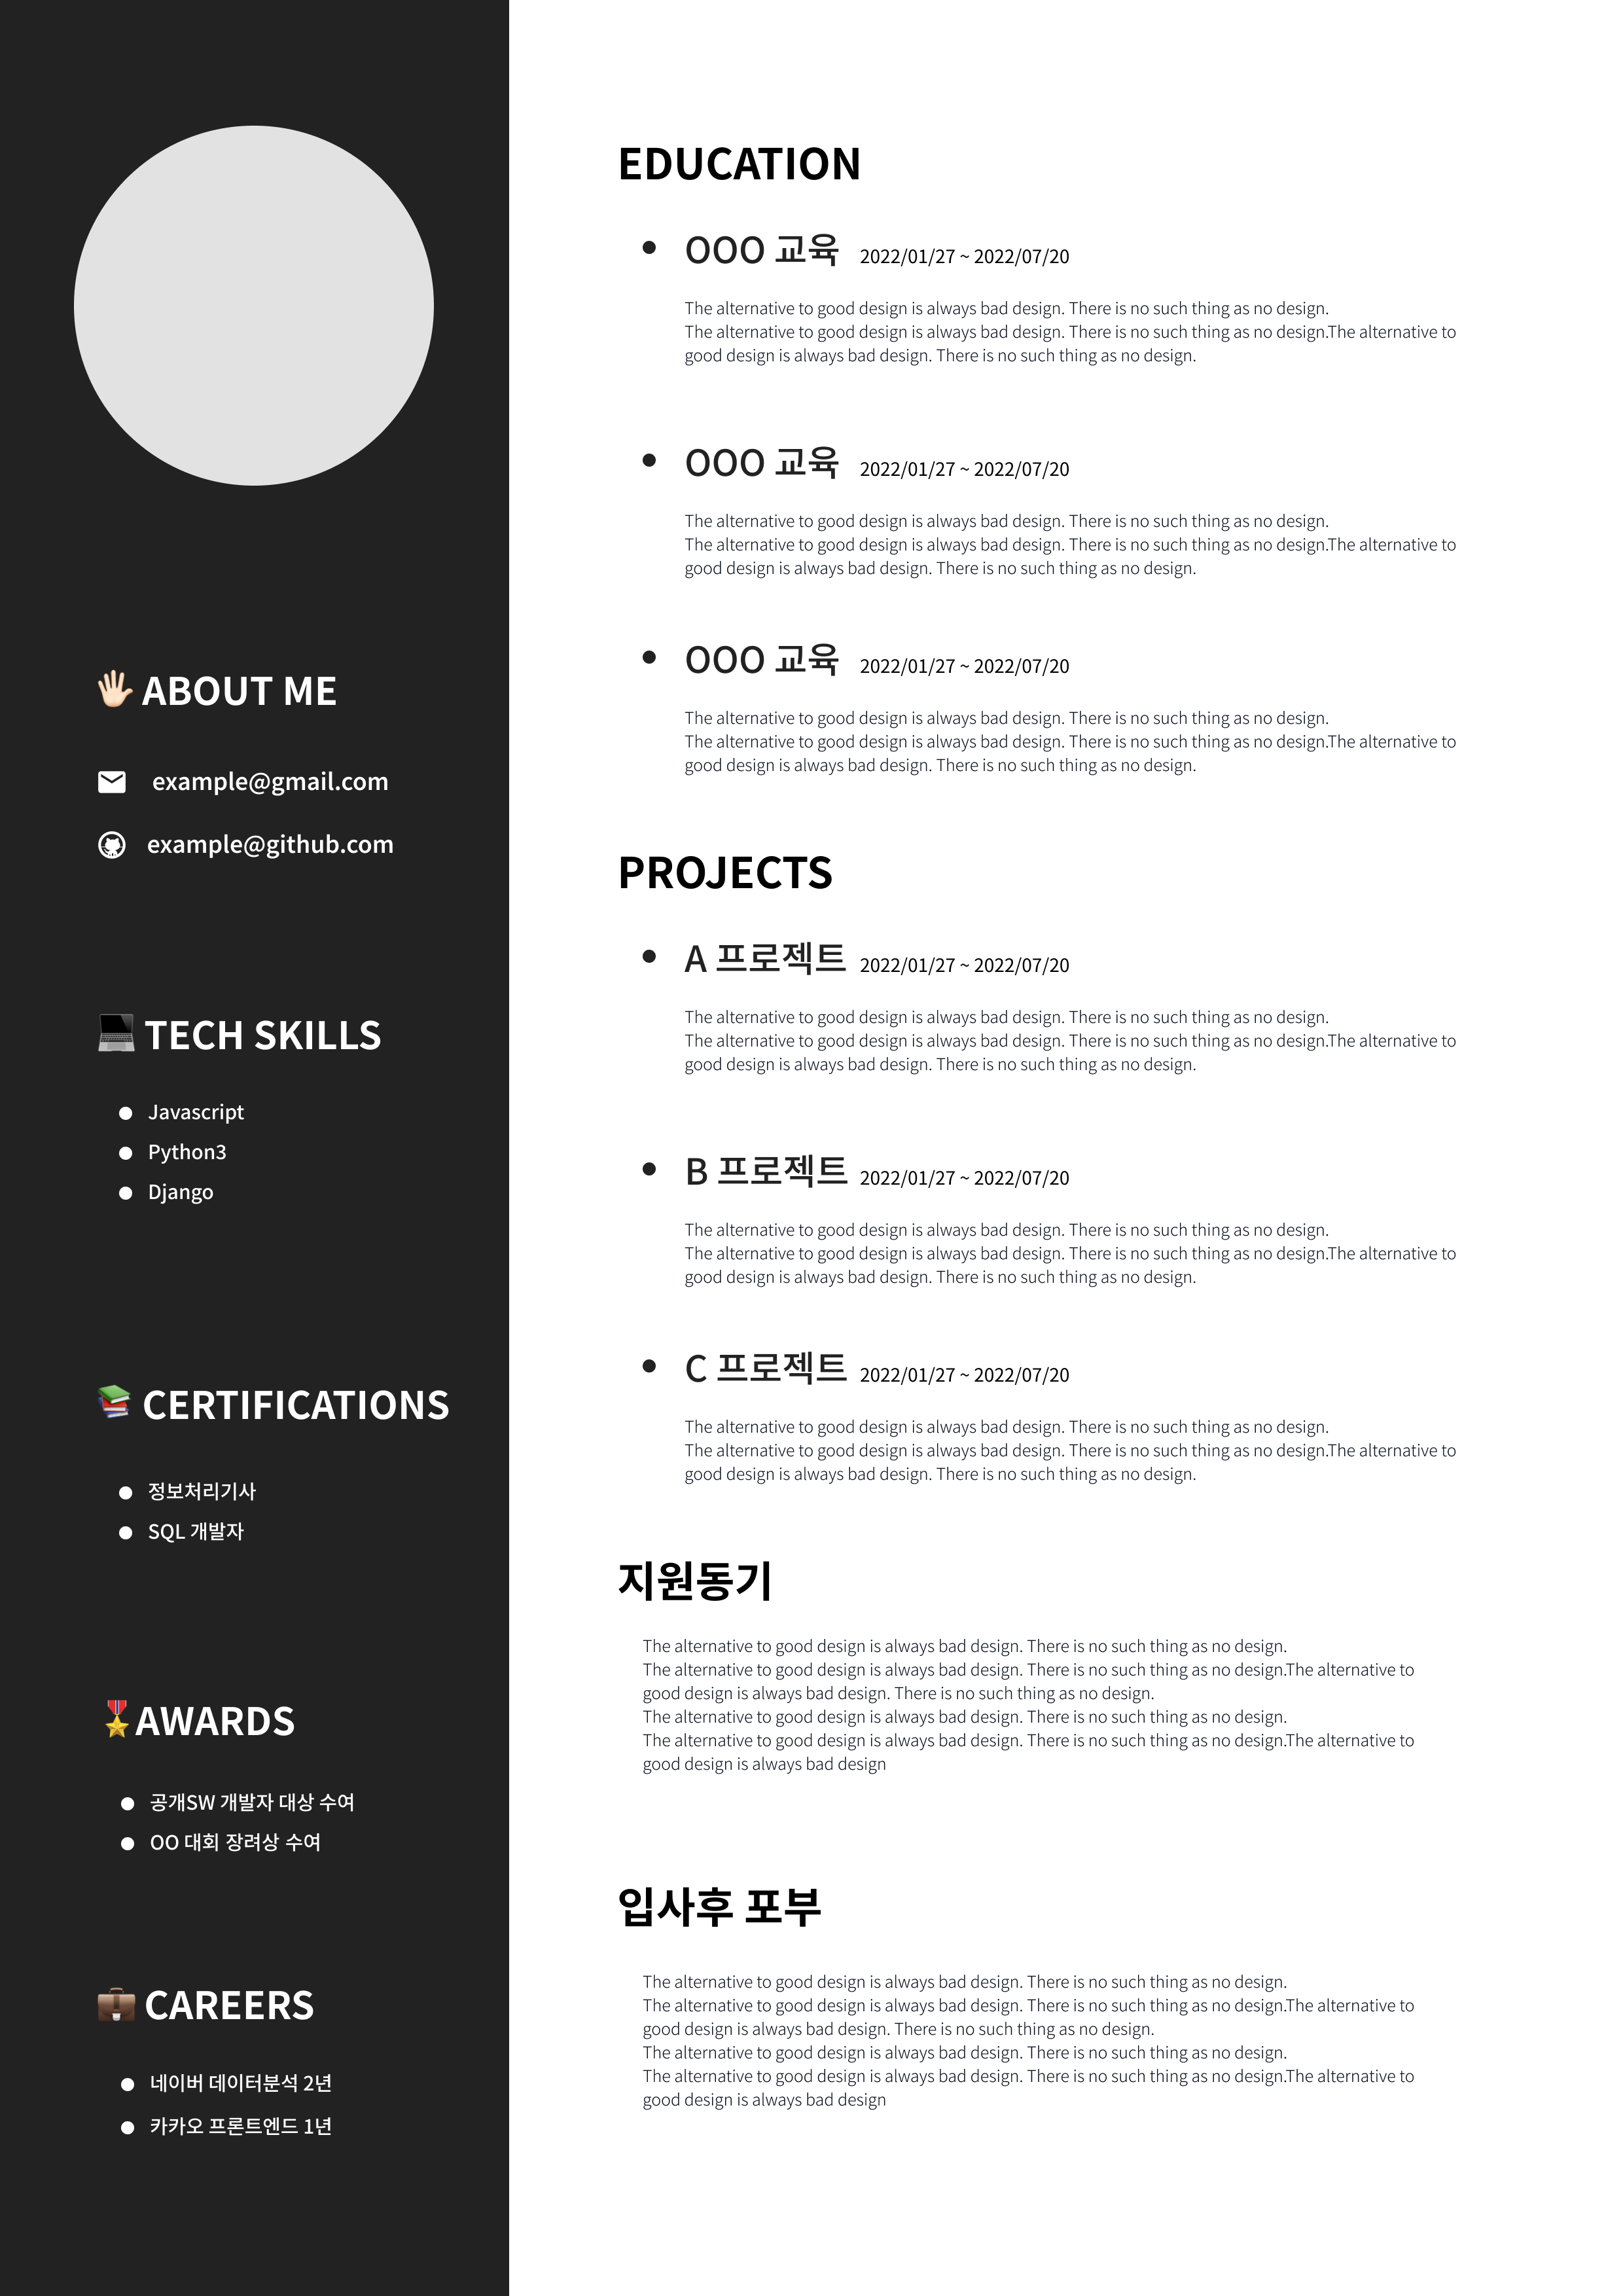 ABOUT ME
example@gmail.com
example@github.com
TECH SKILLS
Javascript
Python3
Django
CERTIFICATIONS
정보처리기사
SQL 개발자
AWARDS
공개SW 개발자 대상 수여
OO 대회 장려상 수여
CAREERS
네이버 데이터분석 2년
카카오 프론트엔드 1년
EDUCATION
OOO 교육 2022/01/27 ~ 2022/07/20
The alternative to good design is always bad design. There is no such thing as no design.
The alternative to good design is always bad design. There is no such thing as no design.The alternative to
good design is always bad design. There is no such thing as no design.
OOO 교육 2022/01/27 ~ 2022/07/20
The alternative to good design is always bad design. There is no such thing as no design.
The alternative to good design is always bad design. There is no such thing as no design.The alternative to
good design is always bad design. There is no such thing as no design.
OOO 교육 2022/01/27 ~ 2022/07/20
The alternative to good design is always bad design. There is no such thing as no design.
The alternative to good design is always bad design. There is no such thing as no design.The alternative to
good design is always bad design. There is no such thing as no design.
PROJECTS
A 프로젝트 2022/01/27 ~ 2022/07/20
The alternative to good design is always bad design. There is no such thing as no design.
The alternative to good design is always bad design. There is no such thing as no design.The alternative to
good design is always bad design. There is no such thing as no design.
B 프로젝트 2022/01/27 ~ 2022/07/20
The alternative to good design is always bad design. There is no such thing as no design.
The alternative to good design is always bad design. There is no such thing as no design.The alternative to
good design is always bad design. There is no such thing as no design.
C 프로젝트 2022/01/27 ~ 2022/07/20
The alternative to good design is always bad design. There is no such thing as no design.
The alternative to good design is always bad design. There is no such thing as no design.The alternative to
good design is always bad design. There is no such thing as no design.
지원동기
The alternative to good design is always bad design. There is no such thing as no design.
The alternative to good design is always bad design. There is no such thing as no design.The alternative to
good design is always bad design. There is no such thing as no design.
The alternative to good design is always bad design. There is no such thing as no design.
The alternative to good design is always bad design. There is no such thing as no design.The alternative to
good design is always bad design
입사후 포부
The alternative to good design is always bad design. There is no such thing as no design.
The alternative to good design is always bad design. There is no such thing as no design.The alternative to
good design is always bad design. There is no such thing as no design.
The alternative to good design is always bad design. There is no such thing as no design.
The alternative to good design is always bad design. There is no such thing as no design.The alternative to
good design is always bad design